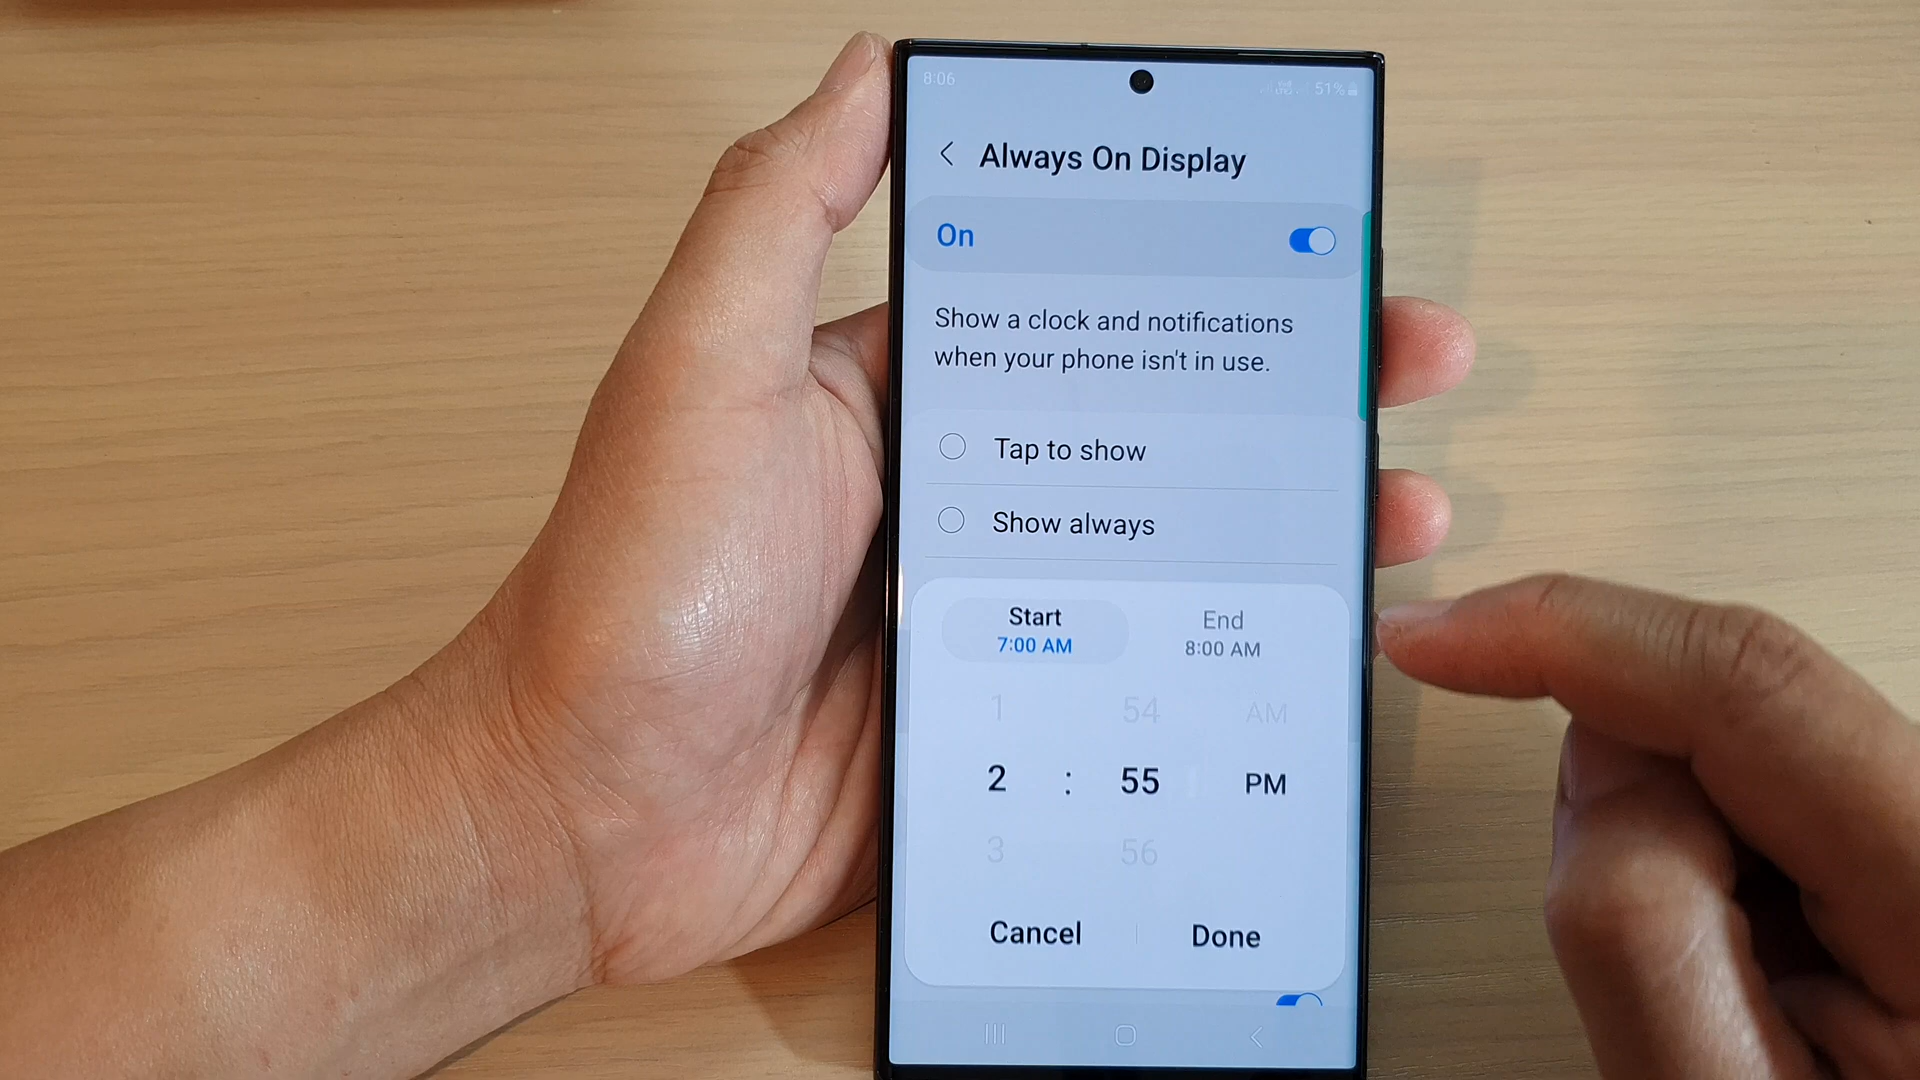 8:06
51%
Always On Display
On
Show a clock and notifications
when your phone isn't in use.
Tap to show
Show always
Start
7:00 AM
End
8:00 AM
1 54 AM
2 : 55 PM
3 56
Cancel
Done